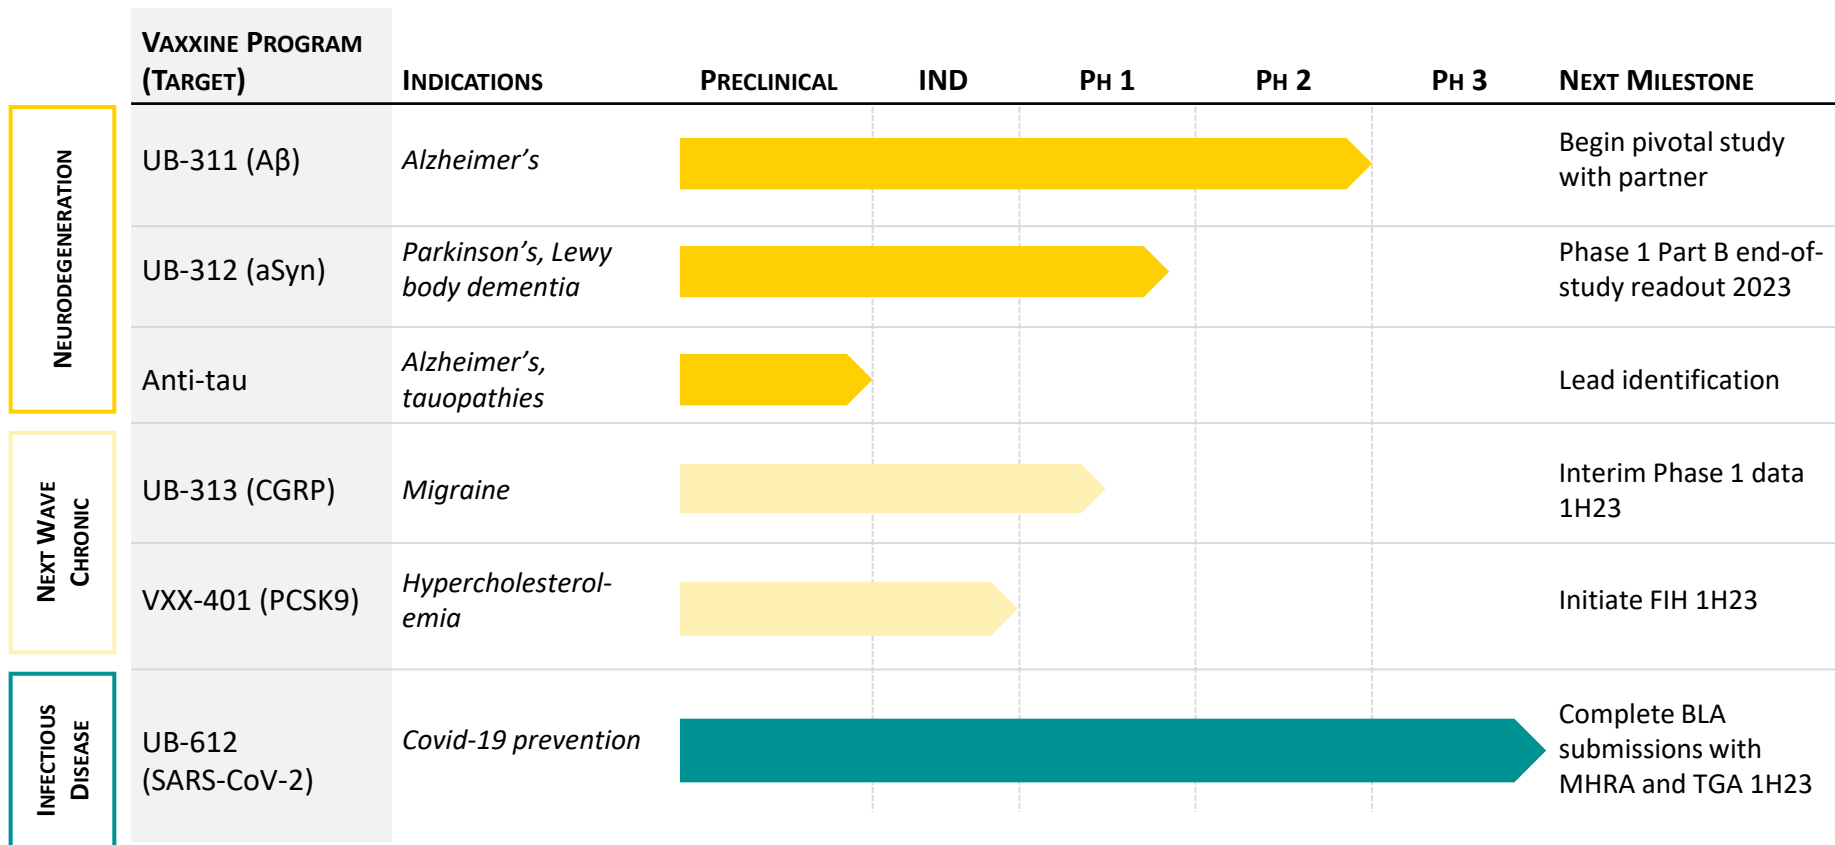 VAXXINE PROGRAM
(TARGET)
INDICATIONS
PRECLINICAL
IND
PH 1
PH 2
PH 3
NEXT MILESTONE
NEURODEGENERATION
UB-311 (Aβ)
Alzheimer's
Begin pivotal study
with partner
UB-312 (aSyn)
Parkinson's, Lewy
body dementia
Phase 1 Part B end-of-
study readout 2023
Anti-tau
Alzheimer's,
tauopathies
Lead identification
NEXT WAVE
CHRONIC
UB-313 (CGRP)
Migraine
Interim Phase 1 data
1H23
VXX-401 (PCSK9)
Hypercholesterol-
emia
Initiate FIH 1H23
INFECTIOUS
DISEASE
UB-612
(SARS-CoV-2)
Covid-19 prevention
Complete BLA
submissions with
MHRA and TGA 1H23